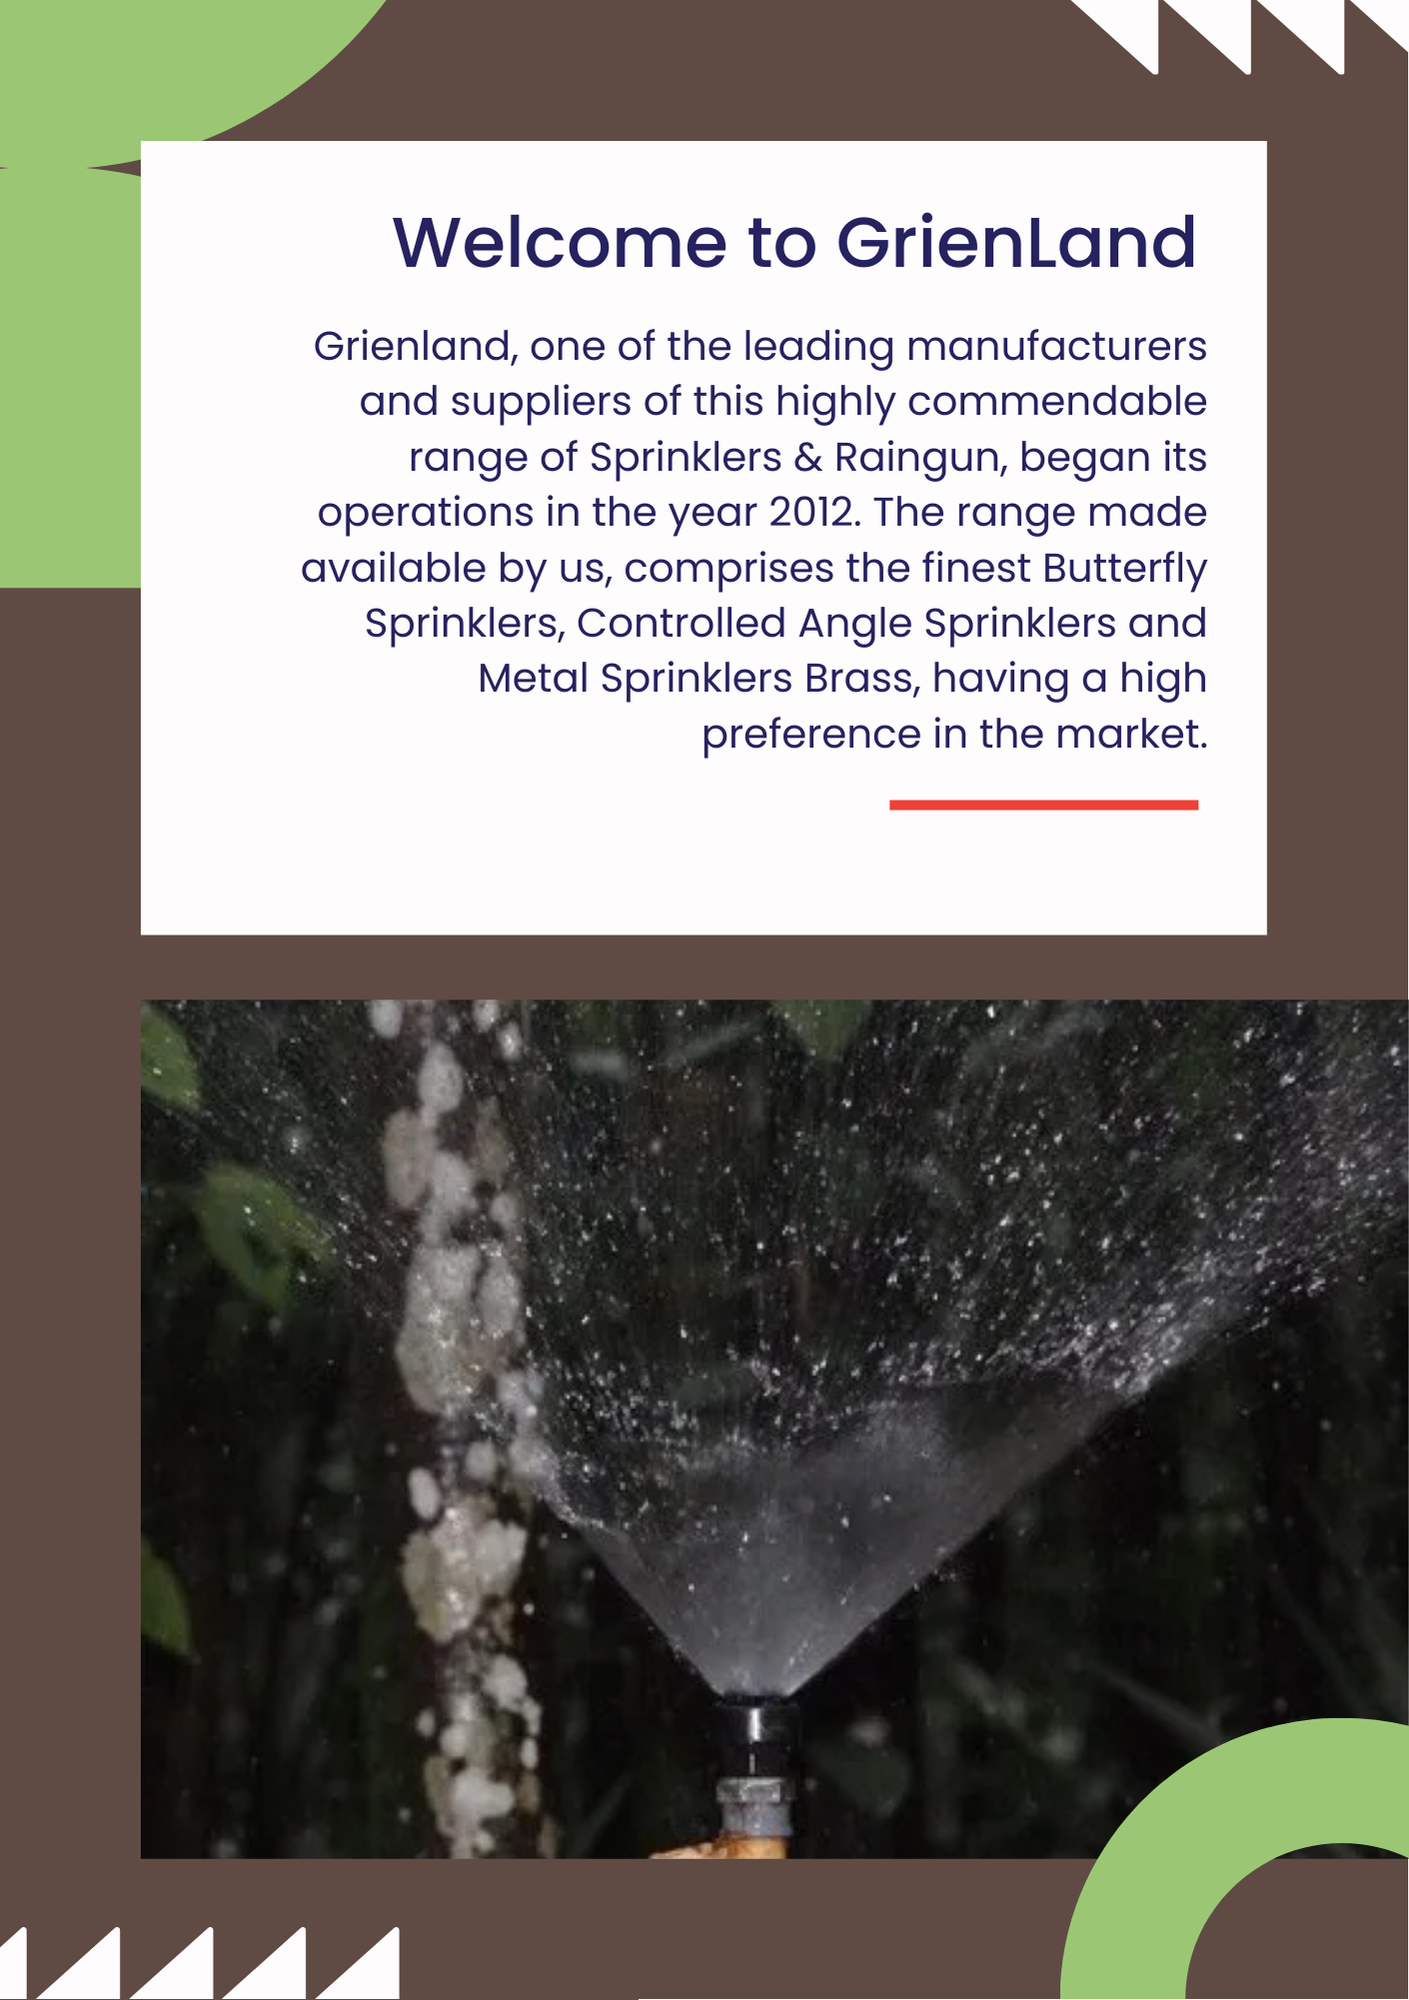 Welcome to GrienLand
Grienland, one of the leading manufacturers
and suppliers of this highly commendable
range of Sprinklers & Raingun, began its
operations in the year 2012. The range made
available by us, comprises the finest Butterfly
Sprinklers, Controlled Angle Sprinklers and
Metal Sprinklers Brass, having a high
preference in the market.